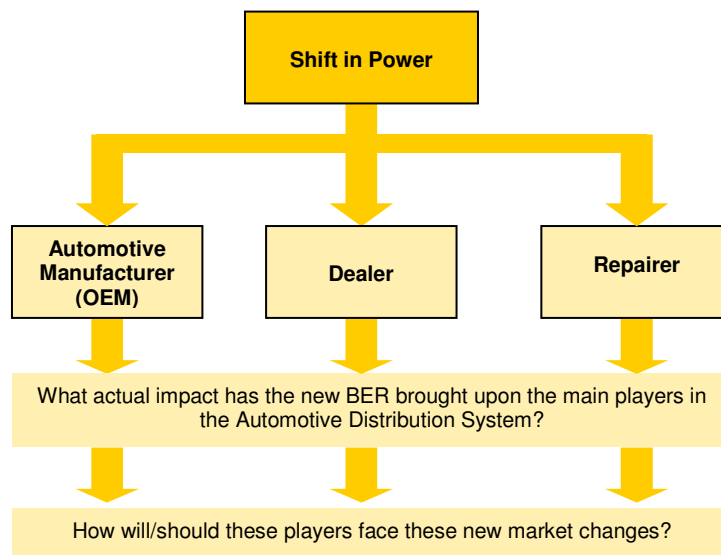 Shift in Power
Automotive
Manufacturer
(OEM)
Dealer
Repairer
What actual impact has the new BER brought upon the main players in
the Automotive Distribution System?
How will/should these players face these new market changes?